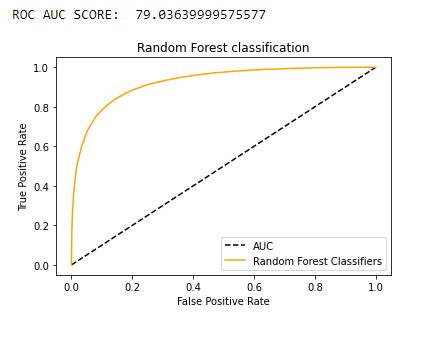 ROC AUC SCORE:  79.03639999575577
Random Forest classification
1.0
0.8
0.6
0.4
0.2
0.0
True Positive Rate
AUC
Random Forest Classifiers
0.0 0.2 0.4 0.6 0.8 1.0
False Positive Rate